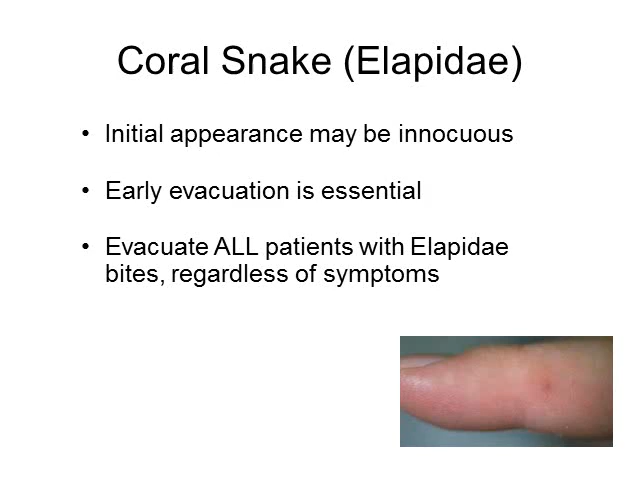 Coral Snake (Elapidae)
• Initial appearance may be innocuous
• Early evacuation is essential
• Evacuate ALL patients with Elapidae
bites, regardless of symptoms